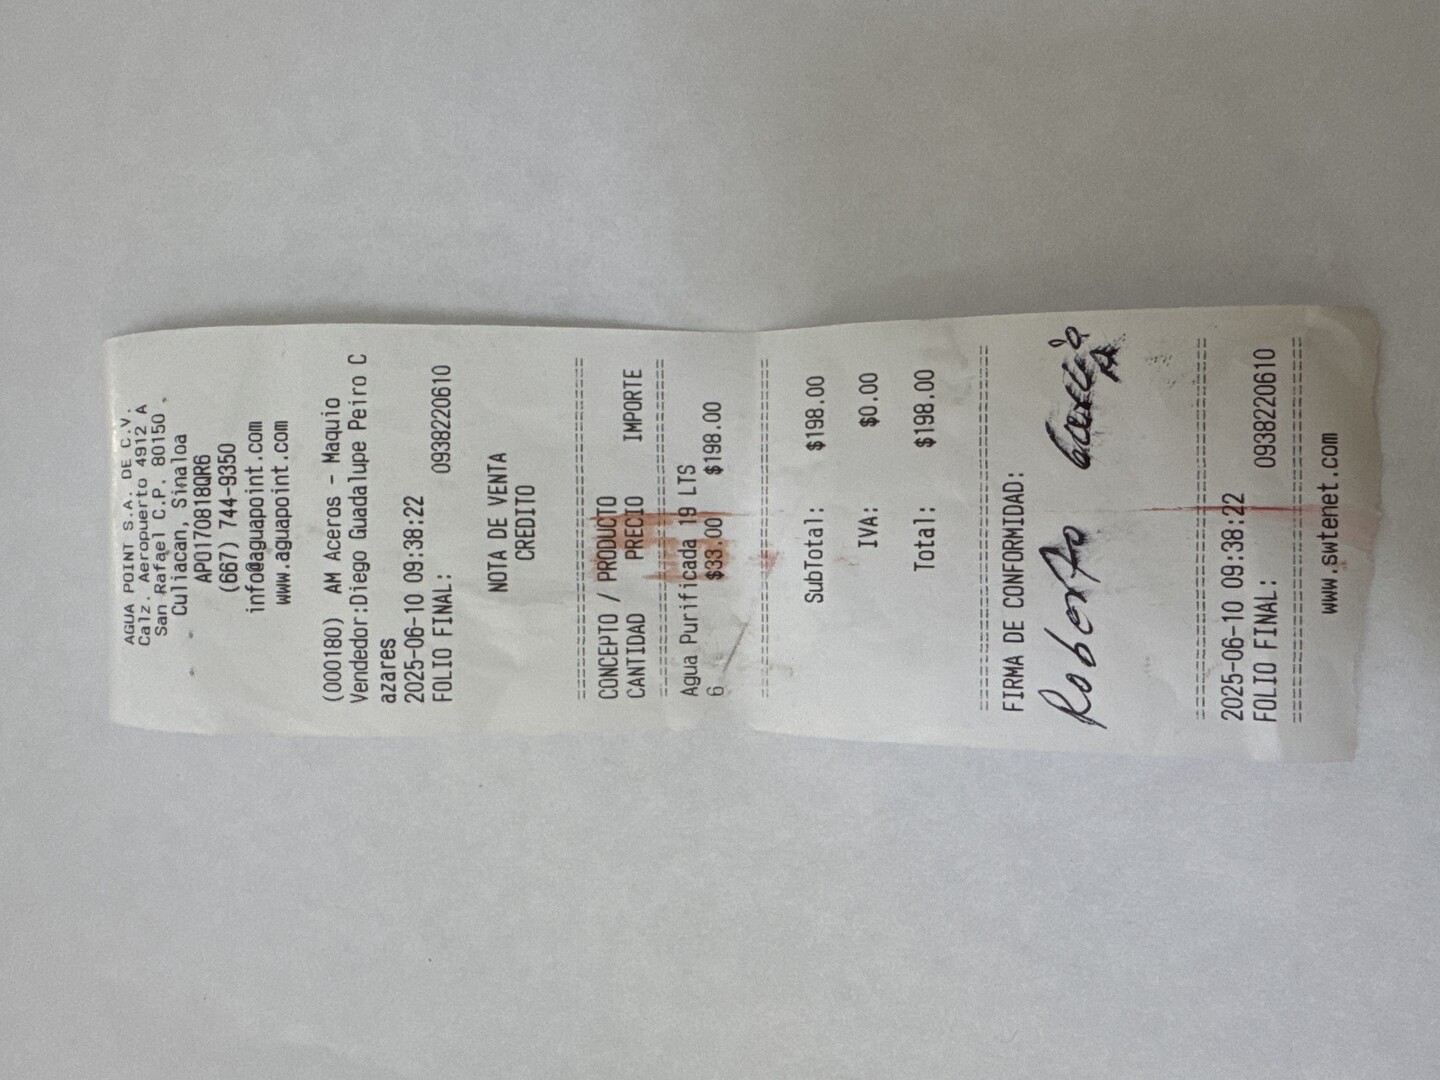 AGUA POINT S.A. DE C.V.
Calz. Aeropuerto 4912 A
San Rafael C.P. 80150
Culiacan, Sinaloa
APO170818QR6
(667) 744-9350
info@aguapoint.com
www.aguapoint.com
(000180) AM Aceros - Maquio
Vendedor:Diego Guadalupe Peiro C
azares
2025-06-10 09:38:22
FOLIO FINAL: 0938220610
NOTA DE VENTA
CREDITO
================================
CONCEPTO / PRODUCTO
CANTIDAD PRECIO IMPORTE
================================
Agua Purificada 19 LTS
6 $33.00 $198.00
================================
SubTotal: $198.00
IVA: $0.00
Total: $198.00
================================
FIRMA DE CONFORMIDAD:
Roberto
================================
2025-06-10 09:38:22
FOLIO FINAL: 0938220610
================================
www.swtenet.com